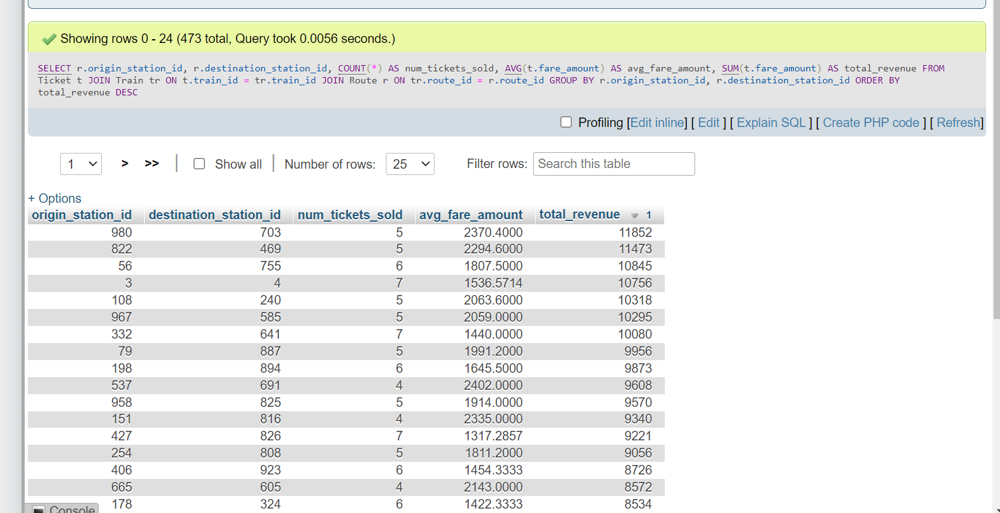 Showing rows 0 - 24 (473 total, Query took 0.0056 seconds.)
SELECT r.origin_station_id, r.destination_station_id, COUNT(*) AS num_tickets_sold, AVG(t.fare_amount) AS avg_fare_amount, SUM(t.fare_amount) AS total_revenue FROM
Ticket t JOIN Train tr ON t.train_id = tr.train_id JOIN Route r ON tr.route_id = r.route_id GROUP BY r.origin_station_id, r.destination_station_id ORDER BY
total_revenue DESC
Profiling [Edit inline] [ Edit ] [ Explain SQL ] [ Create PHP code ] [ Refresh]
1 > >> | Show all | Number of rows: 25 Filter rows: Search this table
+ Options
origin_station_id destination_station_id num_tickets_sold avg_fare_amount total_revenue 1
980 703 5 2370.4000 11852
822 469 5 2294.6000 11473
56 755 6 1807.5000 10845
3 4 7 1536.5714 10756
108 240 5 2063.6000 10318
967 585 5 2059.0000 10295
332 641 7 1440.0000 10080
79 887 5 1991.2000 9956
198 894 6 1645.5000 9873
537 691 4 2402.0000 9608
958 825 5 1914.0000 9570
151 816 4 2335.0000 9340
427 826 7 1317.2857 9221
254 808 5 1811.2000 9056
406 923 6 1454.3333 8726
665 605 4 2143.0000 8572
178 324 6 1422.3333 8534
Console